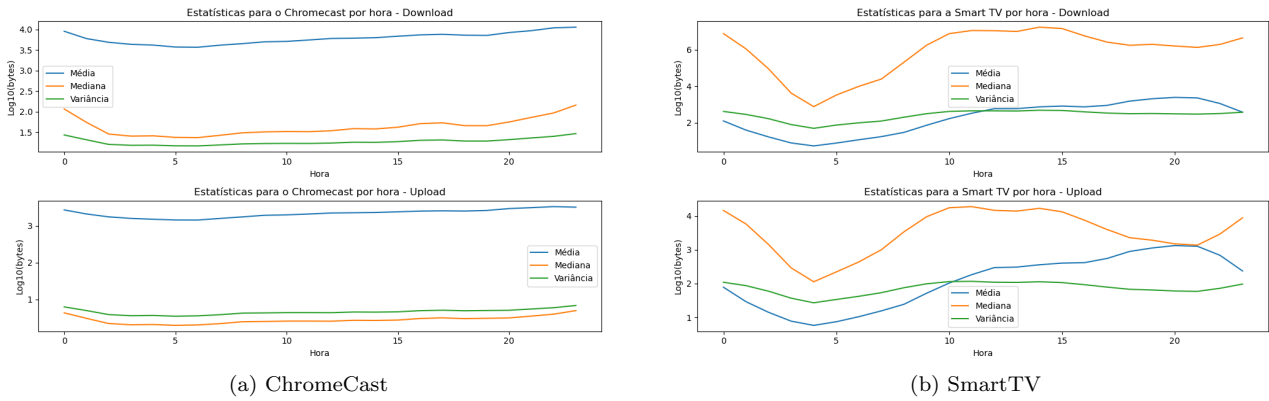 Estatísticas para o Chromecast por hora - Download
Log10(bytes)
4.0
3.5
3.0
2.5
2.0
1.5
Média
Mediana
Variância
0
5
10
15
20
Hora
Estatísticas para o Chromecast por hora - Upload
Log10(bytes)
3
2
1
Média
Mediana
Variância
0
5
10
15
20
Hora
(a) ChromeCast
Estatísticas para a Smart TV por hora - Download
Log10(bytes)
6
4
2
Média
Mediana
Variância
0
5
10
15
20
Hora
Estatísticas para a Smart TV por hora - Upload
Log10(bytes)
4
3
2
1
Média
Mediana
Variância
0
5
10
15
20
Hora
(b) SmartTV